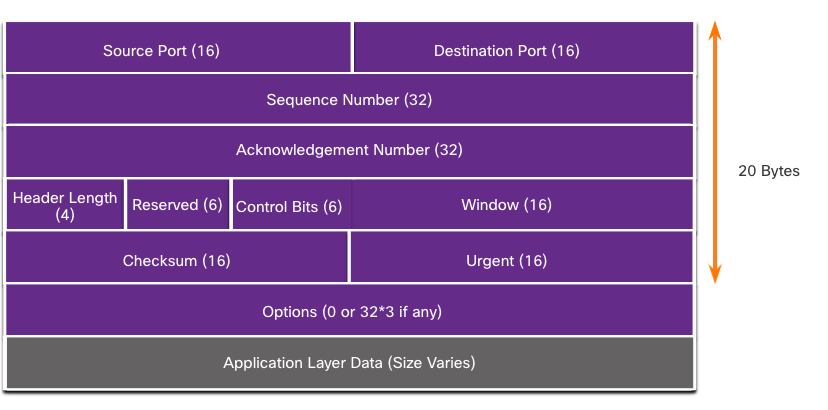 Source Port (16)
Destination Port (16)
Sequence Number (32)
Acknowledgement Number (32)
Header Length
(4)
Reserved (6)
Control Bits (6)
Window (16)
Checksum (16)
Urgent (16)
Options (0 or 32*3 if any)
Application Layer Data (Size Varies)
20 Bytes